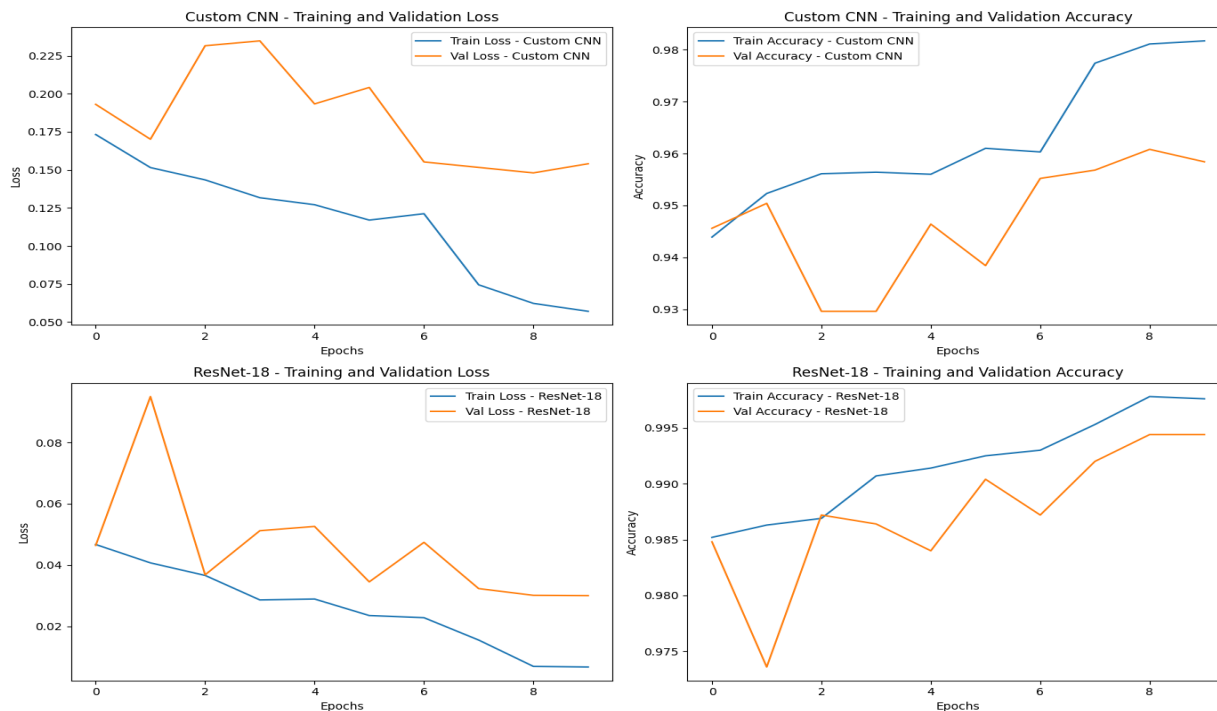 Custom CNN - Training and Validation Loss
Train Loss - Custom CNN
Val Loss - Custom CNN
0.225
0.200
0.175
0.150
0.125
0.100
0.075
0.050
Loss
0 2 4 6 8
Epochs
Custom CNN - Training and Validation Accuracy
Train Accuracy - Custom CNN
Val Accuracy - Custom CNN
0.98
0.97
0.96
0.95
0.94
0.93
Accuracy
0 2 4 6 8
Epochs
ResNet-18 - Training and Validation Loss
Train Loss - ResNet-18
Val Loss - ResNet-18
0.08
0.06
0.04
0.02
Loss
0 2 4 6 8
Epochs
ResNet-18 - Training and Validation Accuracy
Train Accuracy - ResNet-18
Val Accuracy - ResNet-18
0.995
0.990
0.985
0.980
0.975
Accuracy
0 2 4 6 8
Epochs